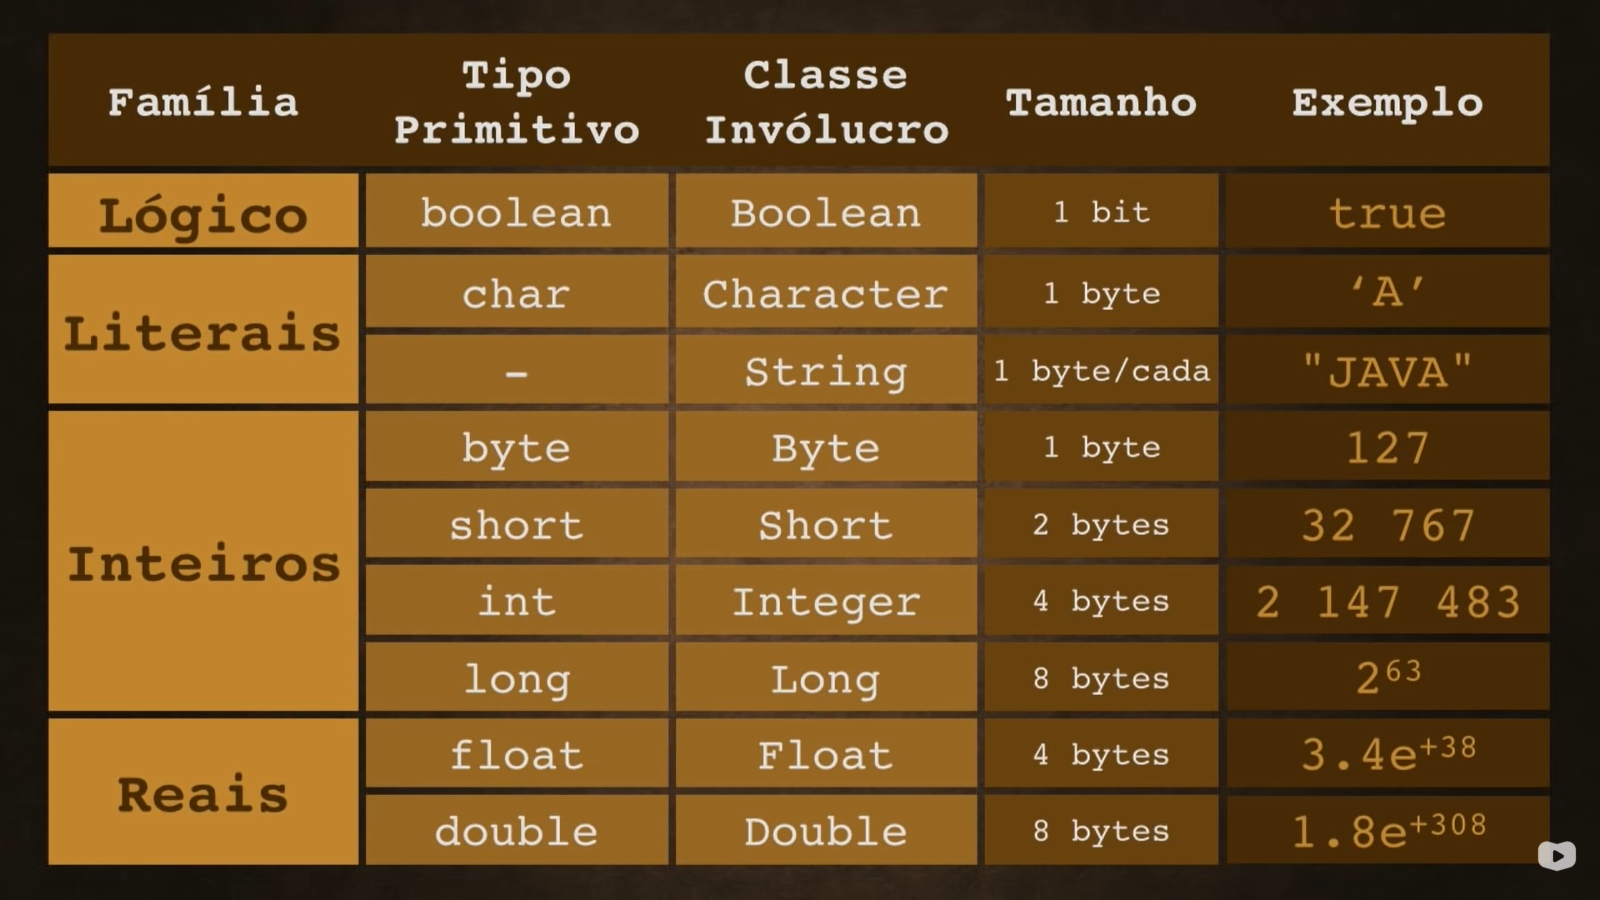 Família
Tipo
Primitivo
Classe
Invólucro
Tamanho
Exemplo
Lógico
boolean
Boolean
1 bit
true
Literais
char
Character
1 byte
‘A’
–
String
1 byte/cada
"JAVA"
Inteiros
byte
Byte
1 byte
127
short
Short
2 bytes
32 767
int
Integer
4 bytes
2 147 483
long
Long
8 bytes
2⁶³
Reais
float
Float
4 bytes
3.4e⁺³⁸
double
Double
8 bytes
1.8e⁺³⁰⁸